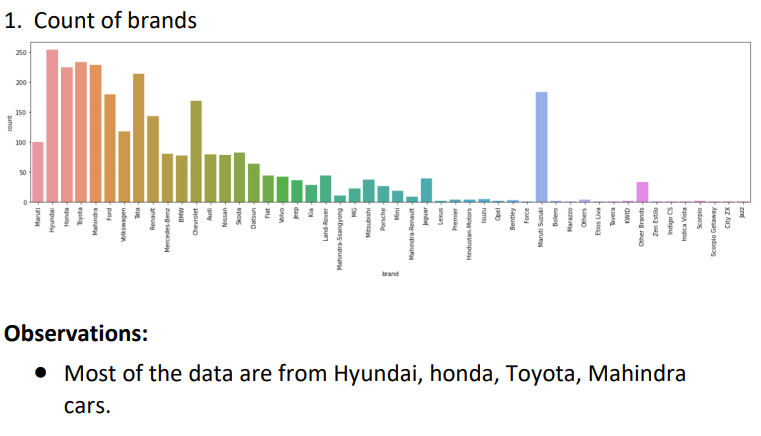 1. Count of brands
250
200
150
100
50
0
count
Maruti
Hyundai
Honda
Toyota
Mahindra
Ford
Volkswagen
Tata
Renault
Mercedes-Benz
BMW
Chevrolet
Audi
Nissan
Skoda
Datsun
Fiat
Volvo
Jeep
Kia
Land-Rover
Mahindra-Ssangyong
MG
Mitsubishi
Porsche
Mini
Mahindra-Renault
Jaguar
Lexus
Premier
Hindustan-Motors
Isuzu
Opel
Bentley
Force
Maruti Suzuki
Bolero
Marazzo
Others
Etios Liva
Tavera
KWID
Other Brands
Zen Estilo
Indigo CS
Indica Vista
Scorpio
Scorpio Getaway
City ZX
Jazz
brand
Observations:
● Most of the data are from Hyundai, honda, Toyota, Mahindra
cars.